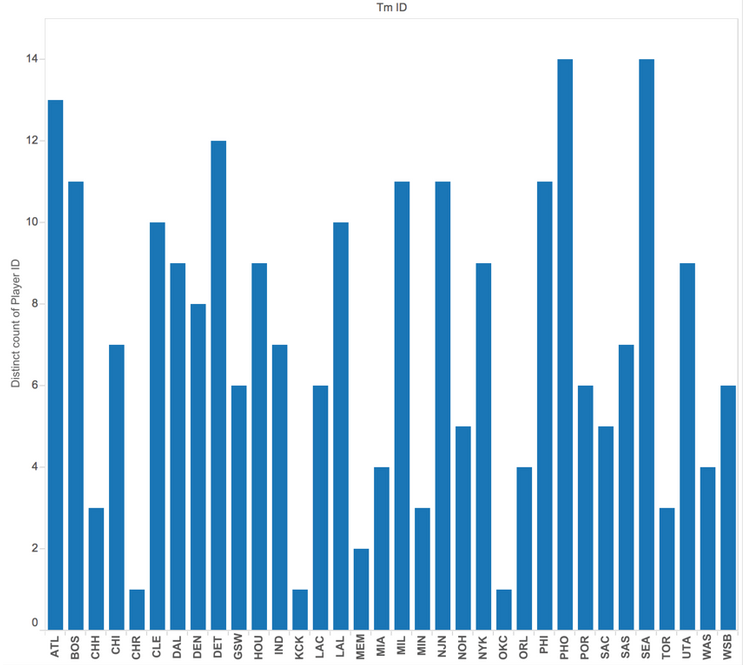 Tm ID
Distinct count of Player ID
14
12
10
8
6
4
2
0
ATL BOS CHH CHI CHR CLE DAL DEN DET GSW HOU IND KCK LAC LAL MEM MIA MIL MIN NJN NOH NYK OKC ORL PHI PHO POR SAC SAS SEA TOR UTA WAS WSB